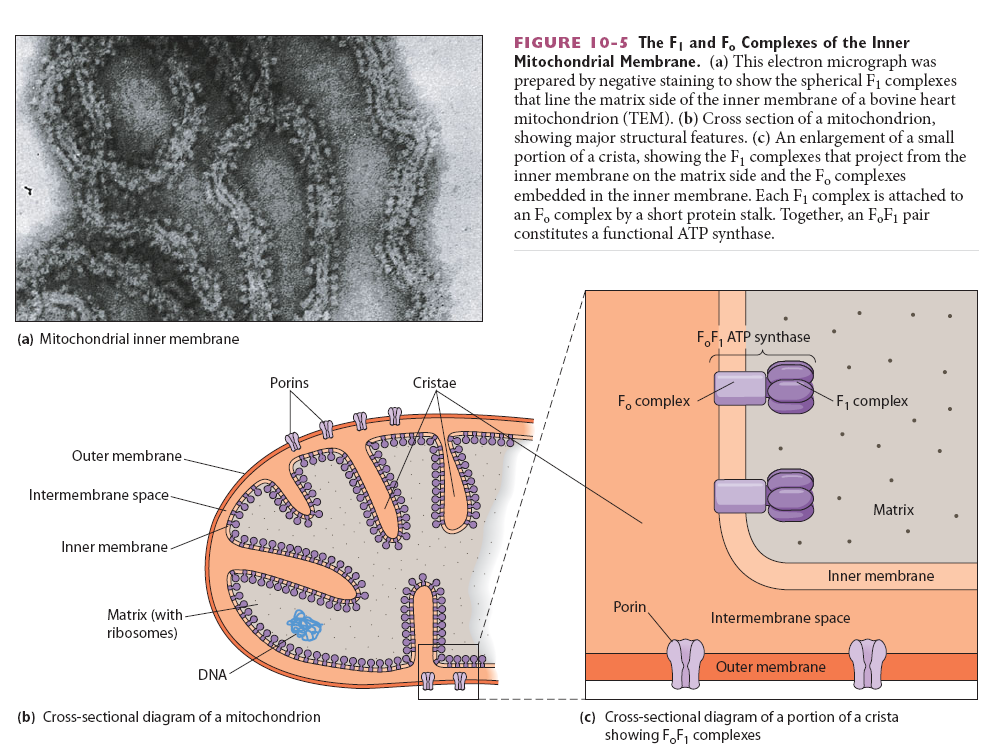 FIGURE 10-5 The F₁ and Fₒ Complexes of the Inner
Mitochondrial Membrane. (a) This electron micrograph was
prepared by negative staining to show the spherical F₁ complexes
that line the matrix side of the inner membrane of a bovine heart
mitochondrion (TEM). (b) Cross section of a mitochondrion,
showing major structural features. (c) An enlargement of a small
portion of a crista, showing the F₁ complexes that project from the
inner membrane on the matrix side and the Fₒ complexes
embedded in the inner membrane. Each F₁ complex is attached to
an Fₒ complex by a short protein stalk. Together, an FₒF₁ pair
constitutes a functional ATP synthase.
(a) Mitochondrial inner membrane
Porins
Cristae
Outer membrane
Intermembrane space
Inner membrane
Matrix (with
ribosomes)
DNA
(b) Cross-sectional diagram of a mitochondrion
FₒF₁ ATP synthase
Fₒ complex
F₁ complex
Matrix
Inner membrane
Porin
Intermembrane space
Outer membrane
(c) Cross-sectional diagram of a portion of a crista
showing FₒF₁ complexes